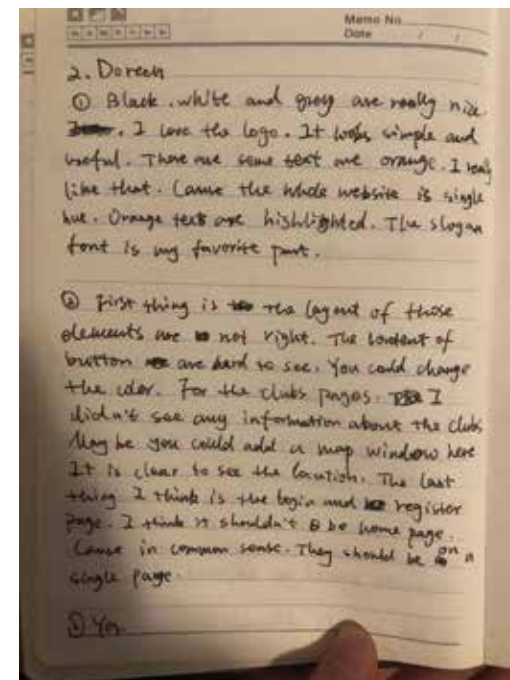 Memo No.
Date / /
2. Doreen
① Black. white and grey are really nice
. I love the logo. It looks simple and
useful. There are some text are orange. I really
like that. Cause the whole website is single
hue. Orange text are highlighted. The slogan
font is my favorite part.
② First thing is the layout of those
elements are not right. The content of
button are hard to see. You could change
the color. For the clubs pages. I
didn't see any information about the clubs
Maybe you could add a map window here
It is clear to see the location. The last
thing I think is the login and register
page. I think it shouldn't be home page.
Cause in common sense. They should be on a
single page.
③ Yes